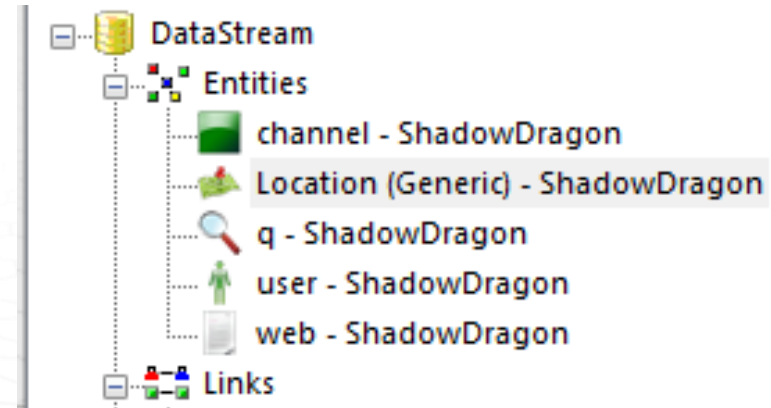 DataStream
Entities
channel - ShadowDragon
Location (Generic) - ShadowDragon
q - ShadowDragon
user - ShadowDragon
web - ShadowDragon
Links